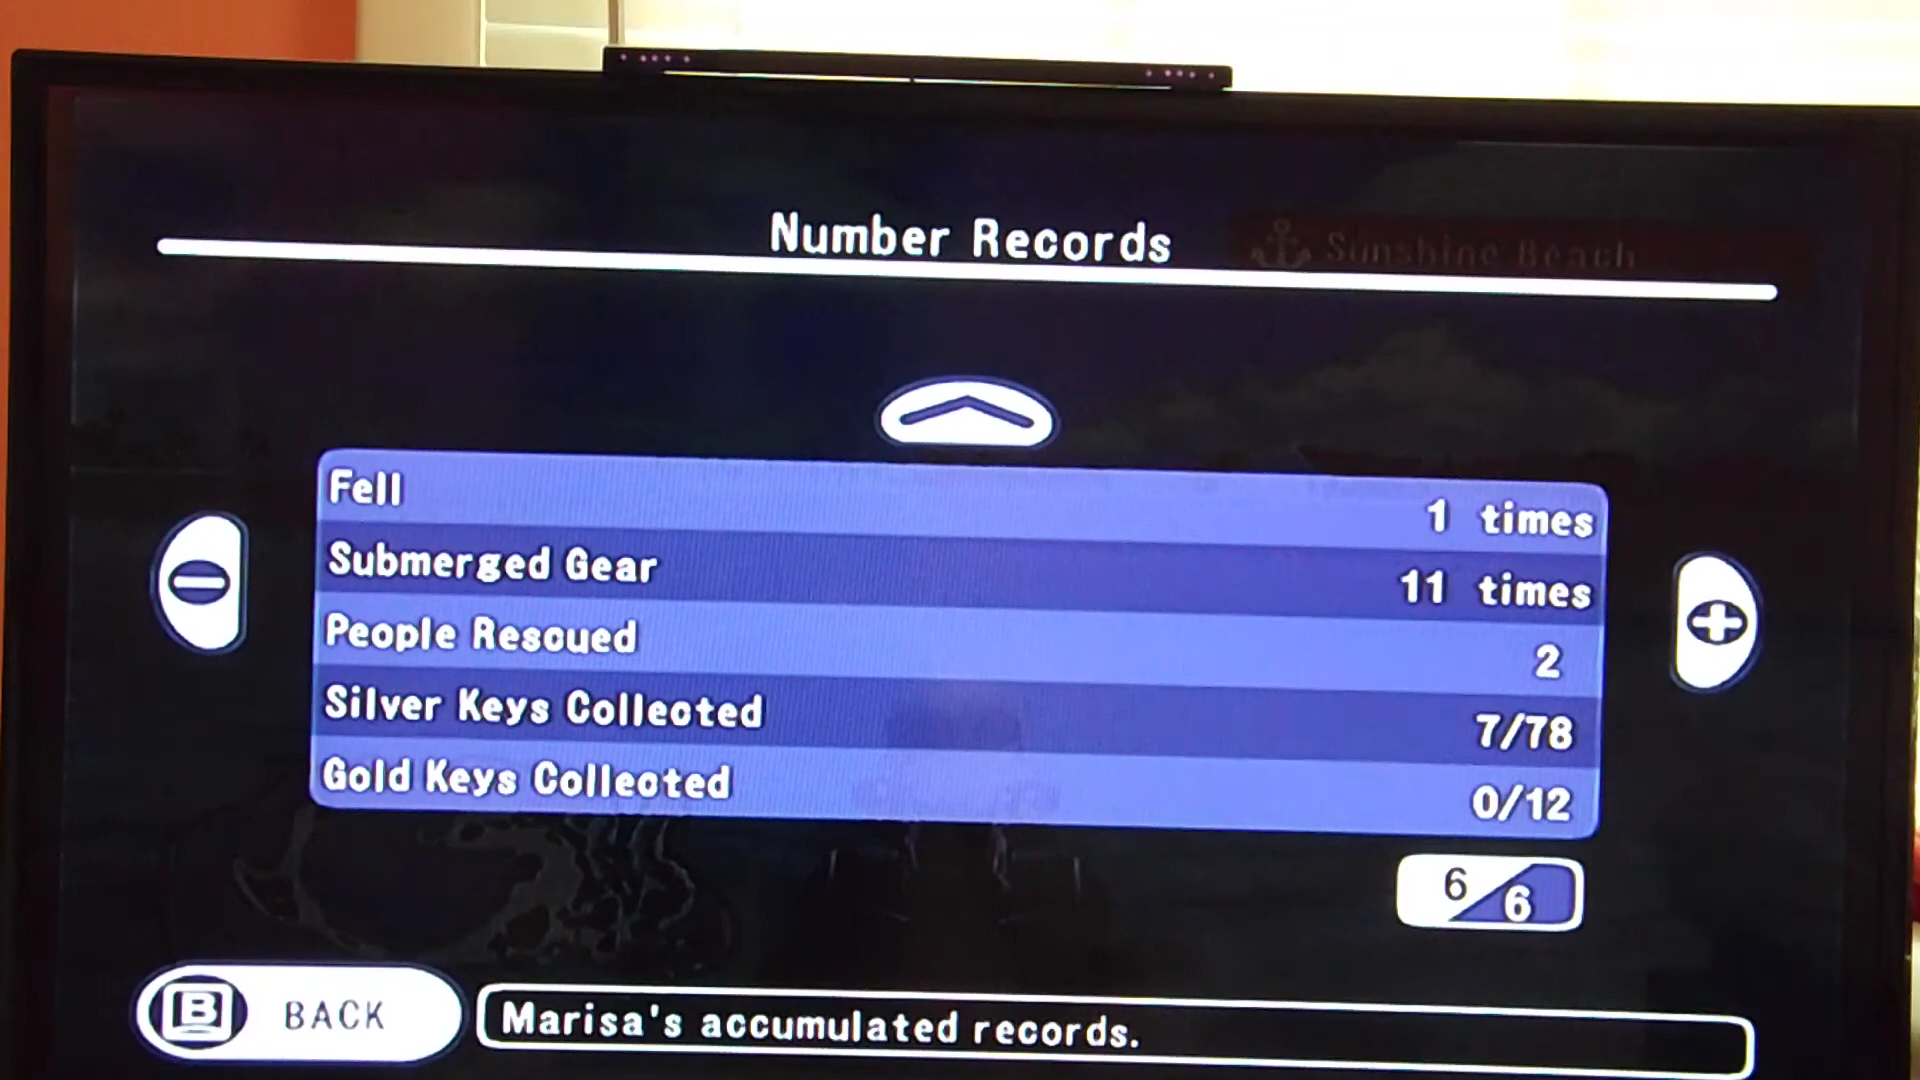 Number Records
Sunshine Beach
Fell 1 times
Submerged Gear 11 times
People Rescued 2
Silver Keys Collected 7/78
Gold Keys Collected 0/12
6/6
B BACK
Marisa's accumulated records.